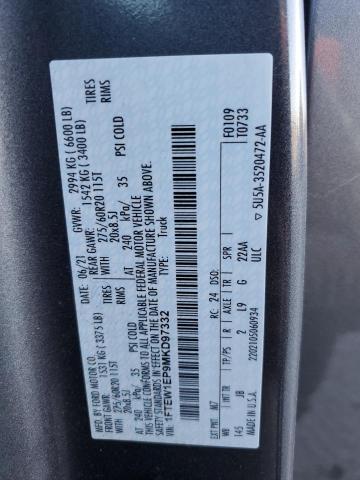 MFD. BY FORD MOTOR CO. IN U.S.A.
DATE: 06/21 GVWR: 2994 KG ( 6600 LB)
FRONT GAWR: 1531 KG ( 3375 LB) REAR GAWR: 1542 KG ( 3400 LB)
275/60R20 115T TIRES WITH 275/60R20 115T TIRES
20x8.5J RIMS 20x8.5J RIMS
AT 240 kPa/ 35 PSI COLD AT 240 kPa/ 35 PSI COLD
THIS VEHICLE CONFORMS TO ALL APPLICABLE FEDERAL MOTOR VEHICLE
SAFETY STANDARDS IN EFFECT ON THE DATE OF MANUFACTURE SHOWN ABOVE.
VIN: 1FTEW1EP9MKD97332
TYPE: Truck F0109
T0733
EXT PNT: M7 RC: 24 DSO:
WB INT TR TP/PS R AXLE TR SPR
145 JB 2 L9 G 22AA
2202105060934 ULC
5U5A-3520472-AA